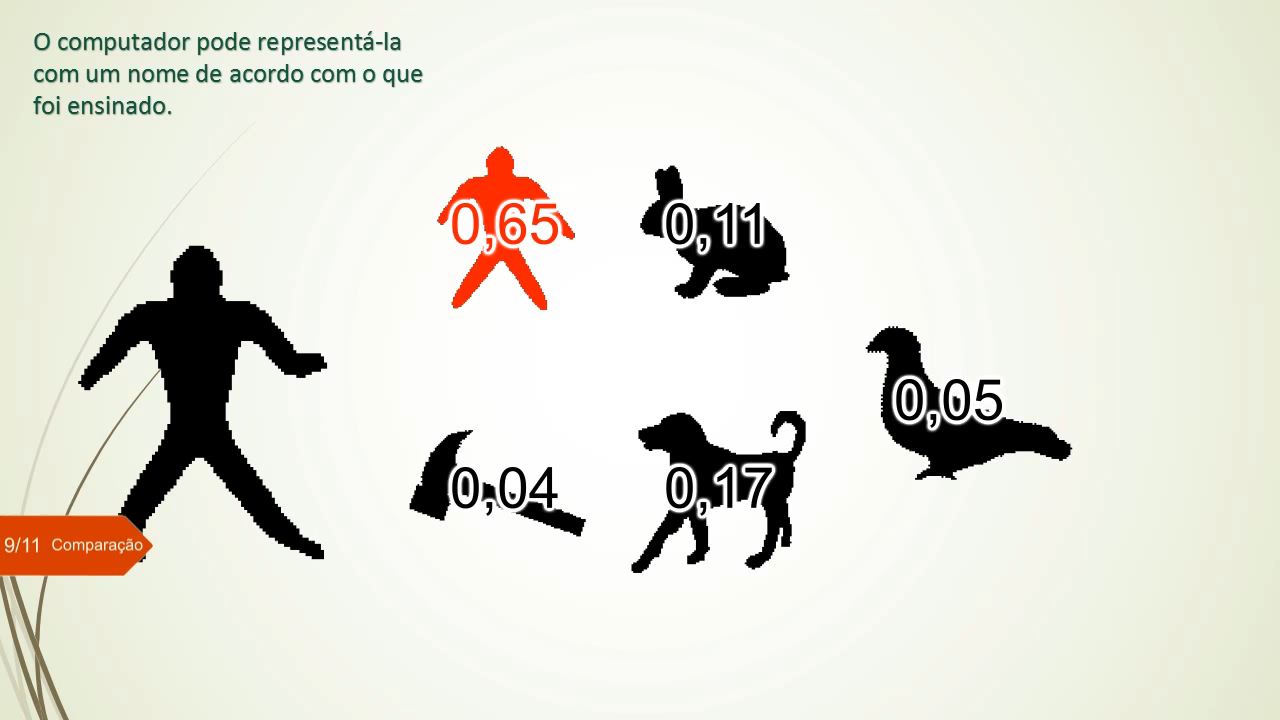 O computador pode representá-la
com um nome de acordo com o que
foi ensinado.
0,65
0,11
0,05
0,04
0,17
9/11 Comparação